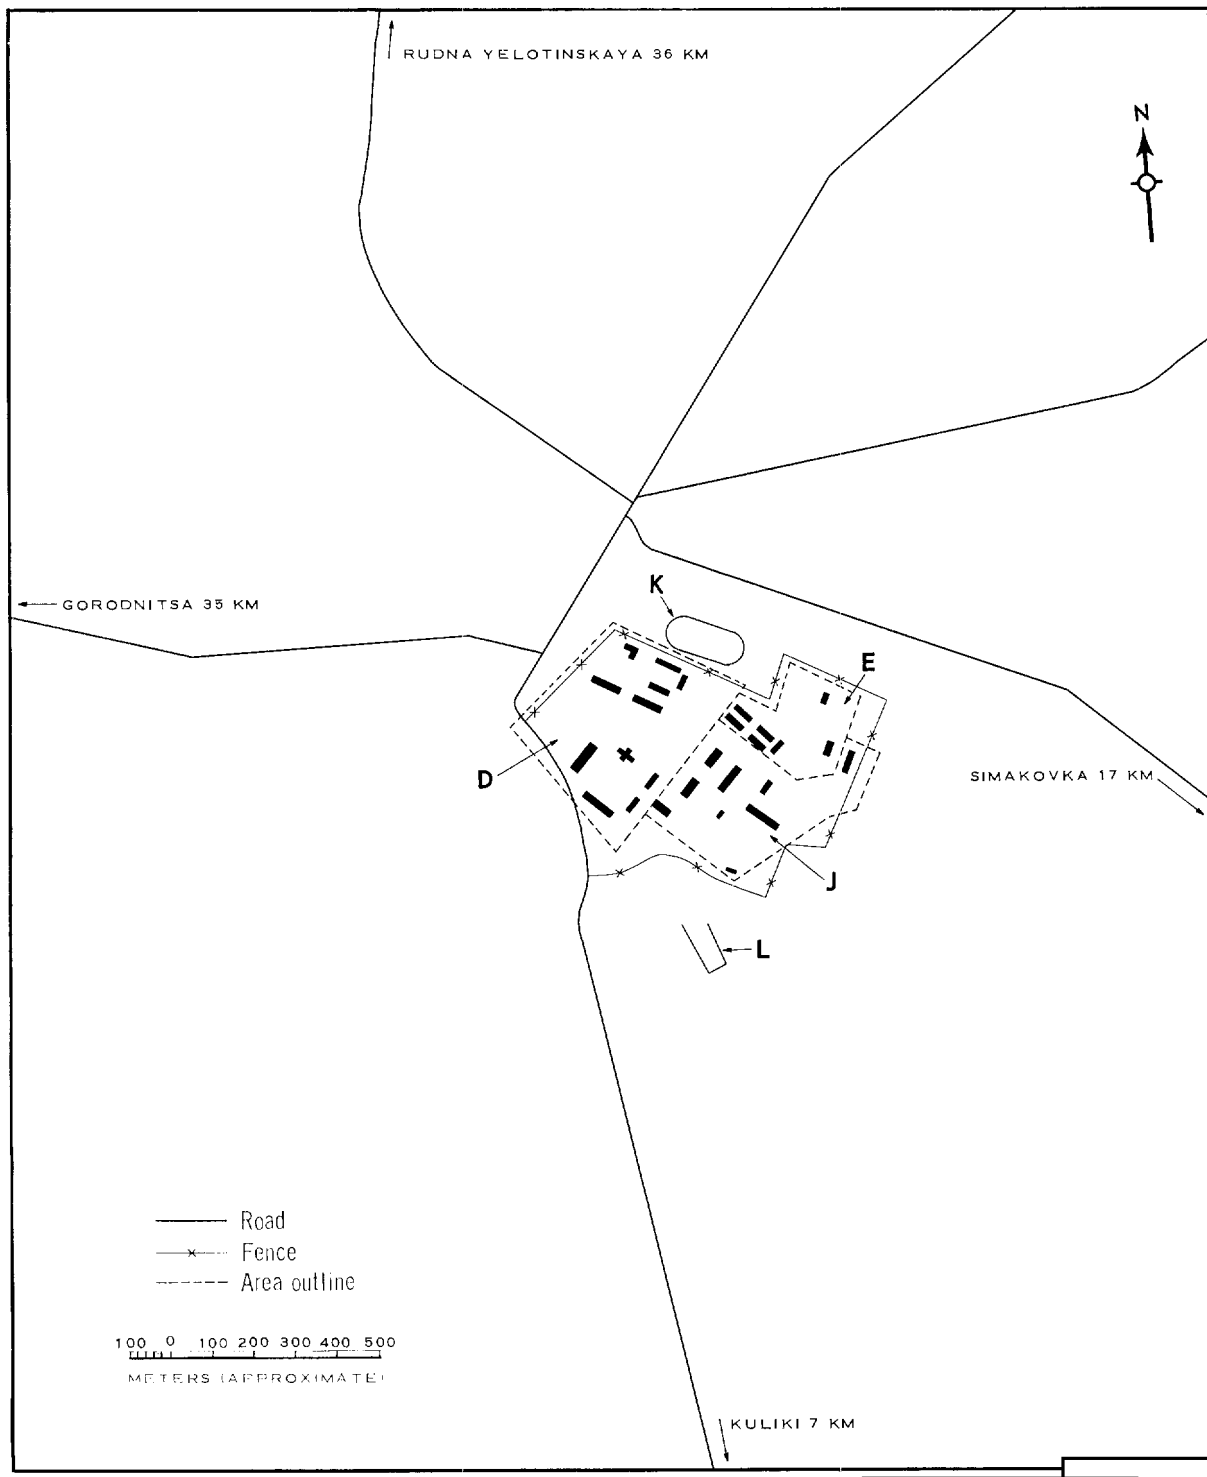 RUDNA YELOTINSKAYA 36 KM
N
K
GORODNITSA 35 KM
E
D
SIMAKOVKA 17 KM
J
L
Road
Fence
Area outline
100 0 100 200 300 400 500
METERS (APPROXIMATE)
KULIKI 7 KM